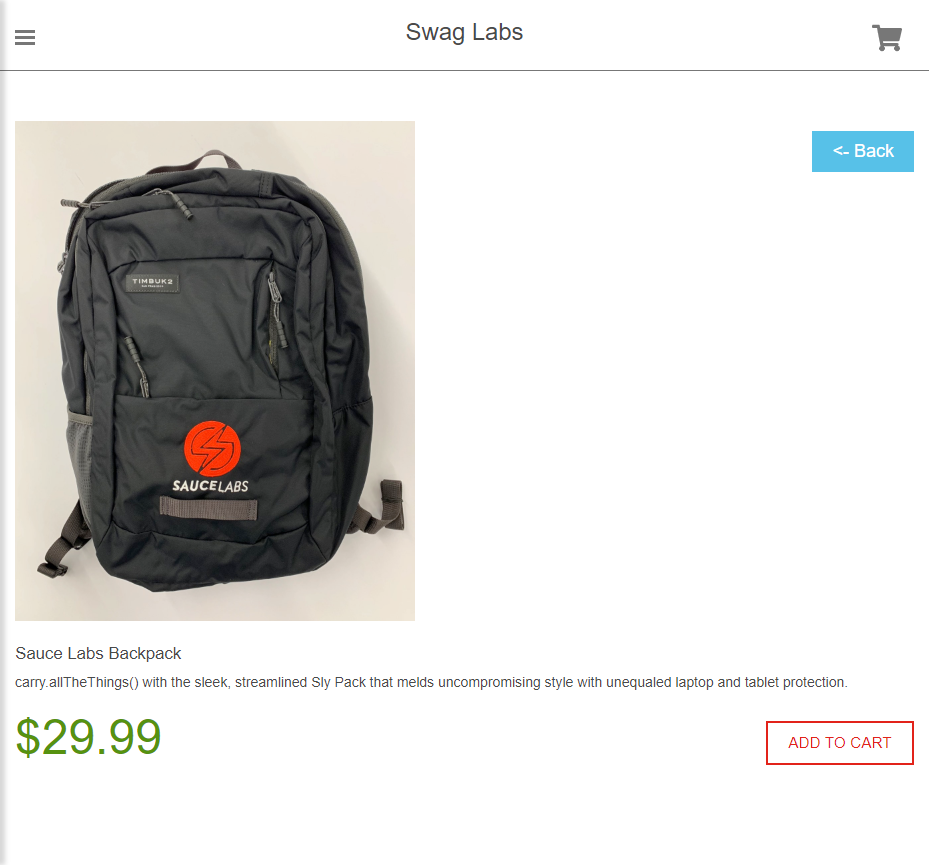 Swag Labs
<- Back
TIMBUK2
SAUCELABS
Sauce Labs Backpack
carry.allTheThings() with the sleek, streamlined Sly Pack that melds uncompromising style with unequaled laptop and tablet protection.
$29.99
ADD TO CART